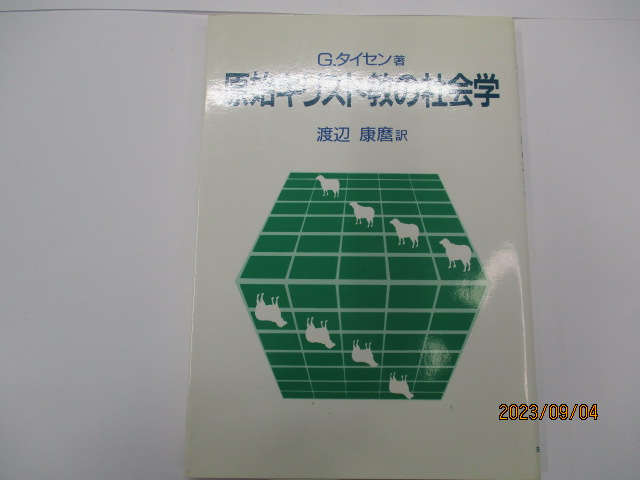 G.タイセン著
原始キリスト教の社会学
渡辺 康麿訳
2023/09/04